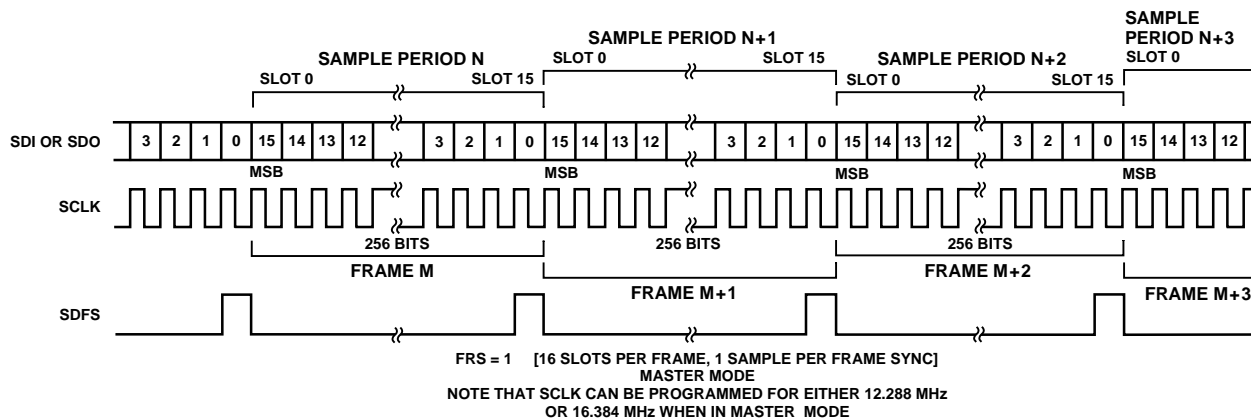 SAMPLE PERIOD N
SAMPLE PERIOD N+1
SAMPLE PERIOD N+2
SAMPLE
PERIOD N+3
SLOT 0
SLOT 15
SLOT 0
SLOT 15
SLOT 0
SLOT 15
SLOT 0
SDI OR SDO
3 2 1 0 15 14 13 12 3 2 1 0 15 14 13 12 3 2 1 0 15 14 13 12 3 2 1 0 15 14 13 12
MSB MSB MSB MSB
SCLK
256 BITS 256 BITS 256 BITS
FRAME M
FRAME M+1
FRAME M+2
FRAME M+3
SDFS
FRS = 1 [16 SLOTS PER FRAME, 1 SAMPLE PER FRAME SYNC]
MASTER MODE
NOTE THAT SCLK CAN BE PROGRAMMED FOR EITHER 12.288 MHz
OR 16.384 MHz WHEN IN MASTER MODE